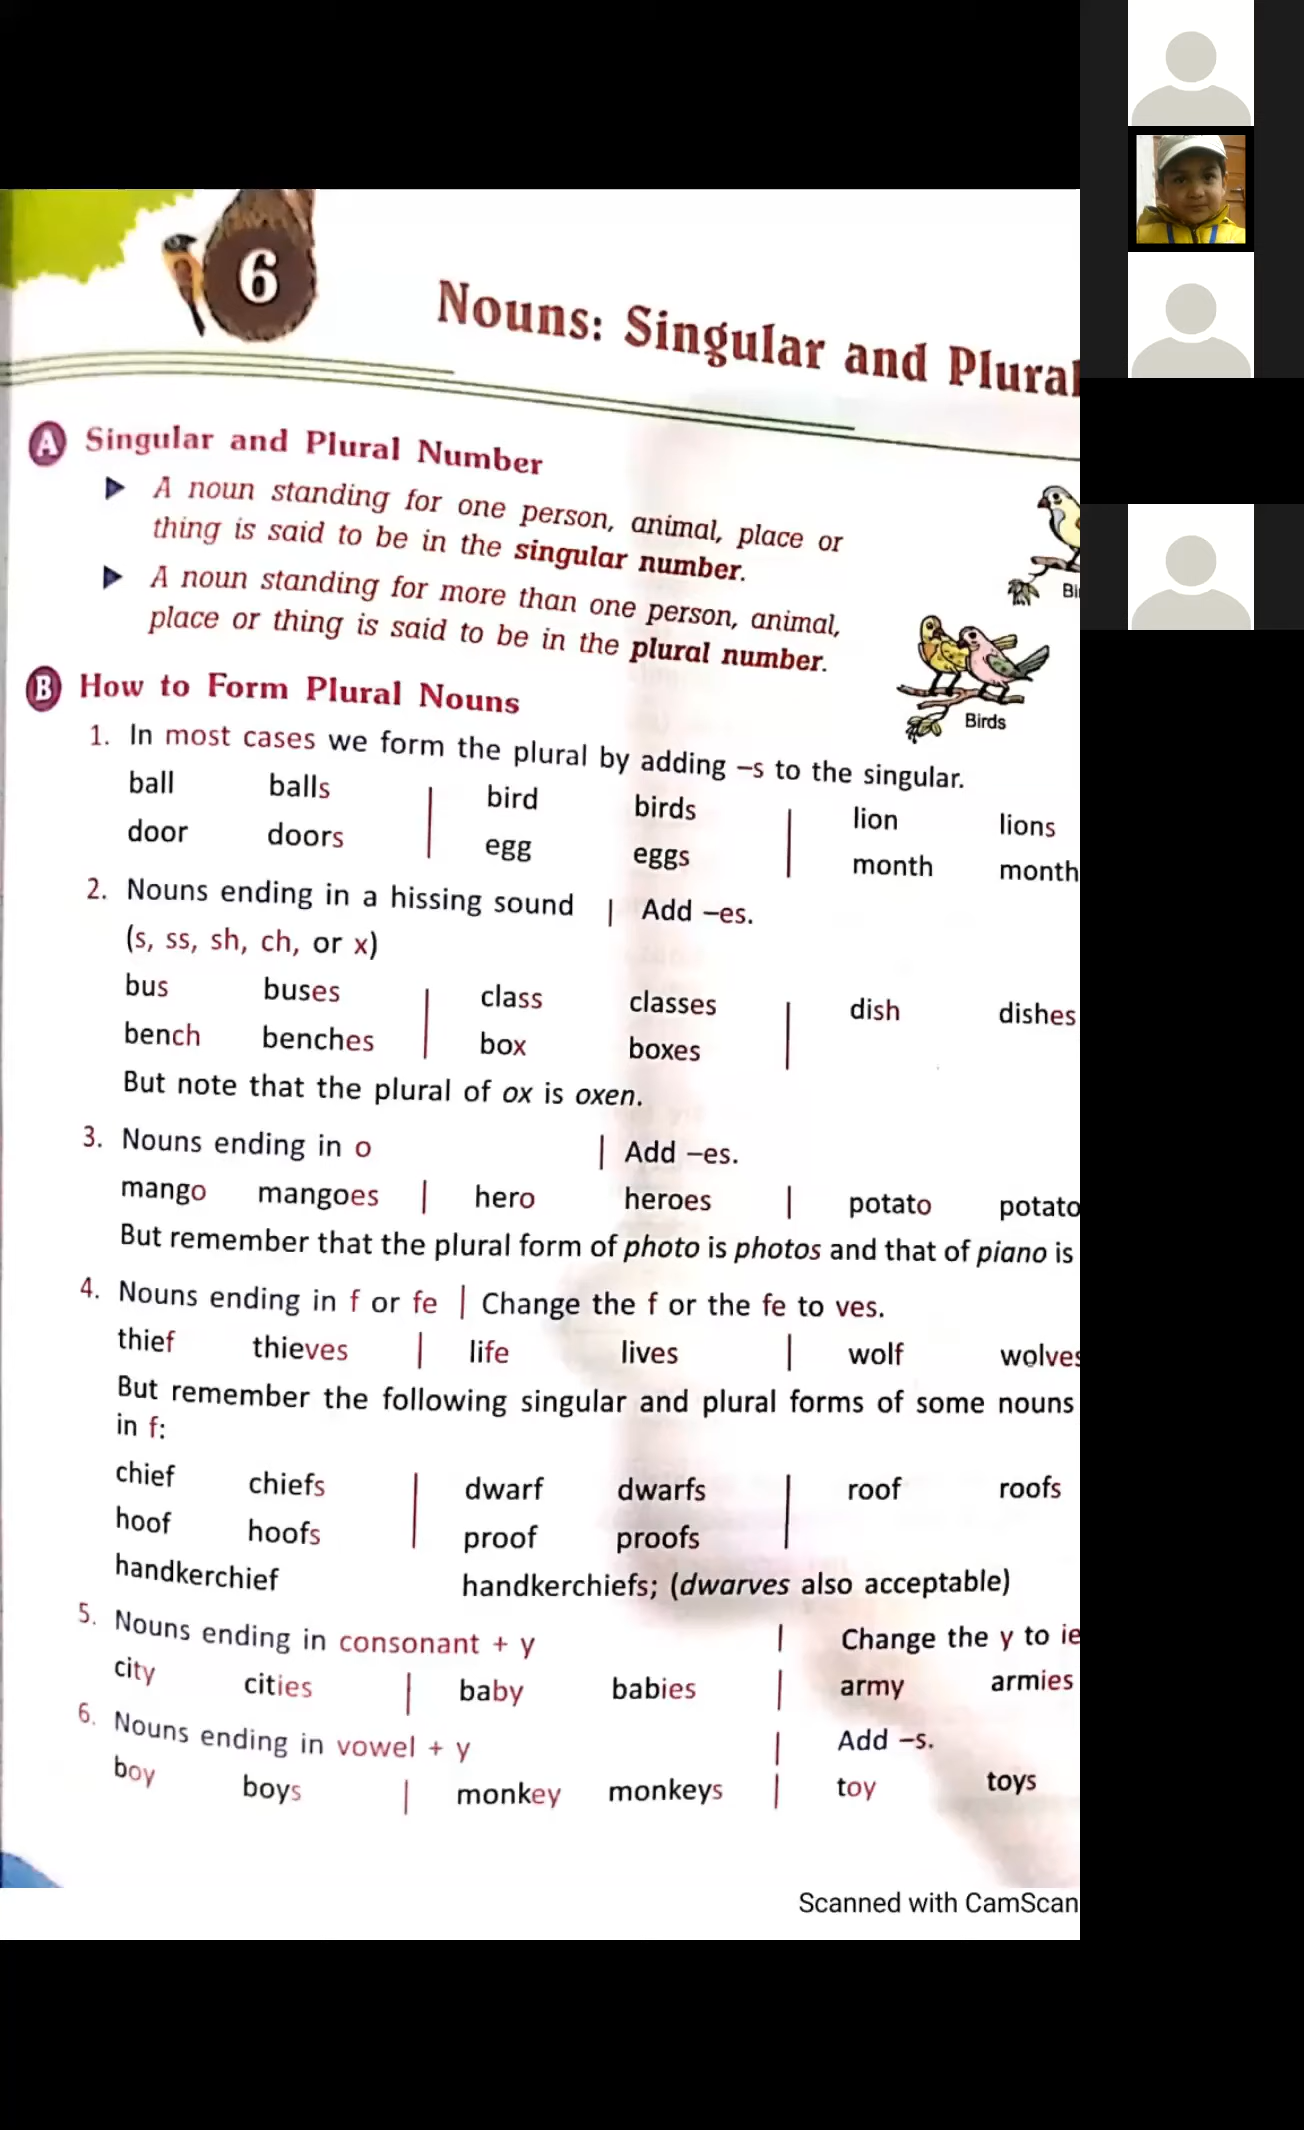 6
Nouns: Singular and Plural
A Singular and Plural Number
A noun standing for one person, animal, place or
thing is said to be in the singular number.
A noun standing for more than one person, animal,
place or thing is said to be in the plural number.
Birds
B How to Form Plural Nouns
1. In most cases we form the plural by adding –s to the singular.
ball balls | bird birds | lion lions
door doors | egg eggs | month month
2. Nouns ending in a hissing sound | Add –es.
(s, ss, sh, ch, or x)
bus buses | class classes | dish dishes
bench benches | box boxes |
But note that the plural of ox is oxen.
3. Nouns ending in o | Add –es.
mango mangoes | hero heroes | potato potato
But remember that the plural form of photo is photos and that of piano is
4. Nouns ending in f or fe | Change the f or the fe to ves.
thief thieves | life lives | wolf wolves
But remember the following singular and plural forms of some nouns
in f:
chief chiefs | dwarf dwarfs | roof roofs
hoof hoofs | proof proofs |
handkerchief handkerchiefs; (dwarves also acceptable)
5. Nouns ending in consonant + y | Change the y to ie
city cities | baby babies | army armies
6. Nouns ending in vowel + y | Add –s.
boy boys | monkey monkeys | toy toys
Scanned with CamScan